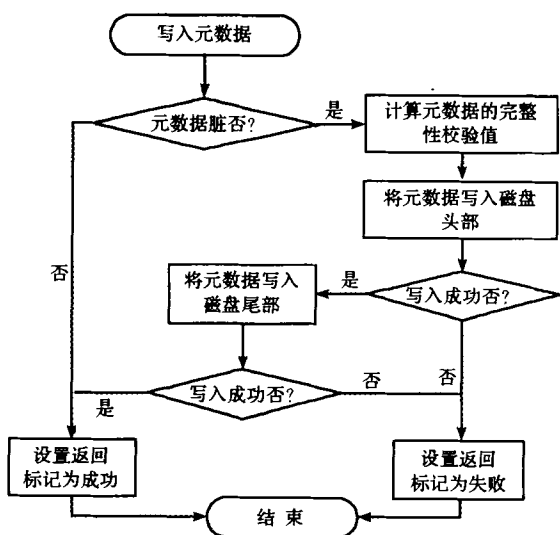 写入元数据
元数据脏否?
是
计算元数据的完整
性校验值
将元数据写入磁盘
头部
否
将元数据写入
磁盘尾部
是
写入成功否?
写入成功否?
否
否
是
设置返回
标记为成功
设置返回
标记为失败
结 束